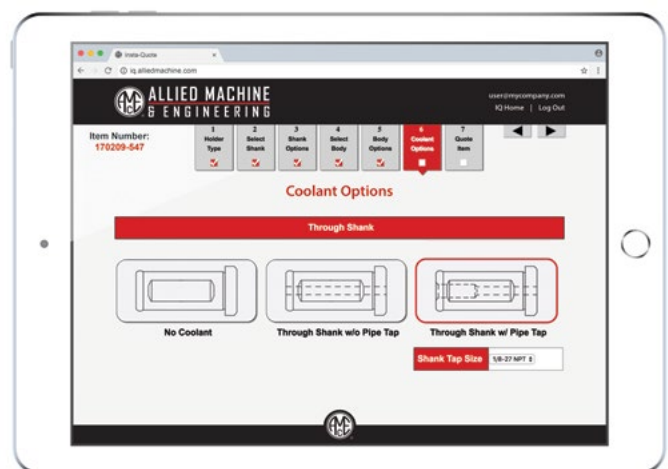 Insta-Quote
iq.alliedmachine.com
ALLIED MACHINE
& ENGINEERING
user@mycompany.com
IQ Home | Log Out
Item Number:
170209-547
1 Holder Type
2 Select Shank
3 Shank Options
4 Select Body
5 Body Options
6 Coolant Options
7 Quote Item
Coolant Options
Through Shank
No Coolant
Through Shank w/o Pipe Tap
Through Shank w/ Pipe Tap
Shank Tap Size 1/8-27 NPT